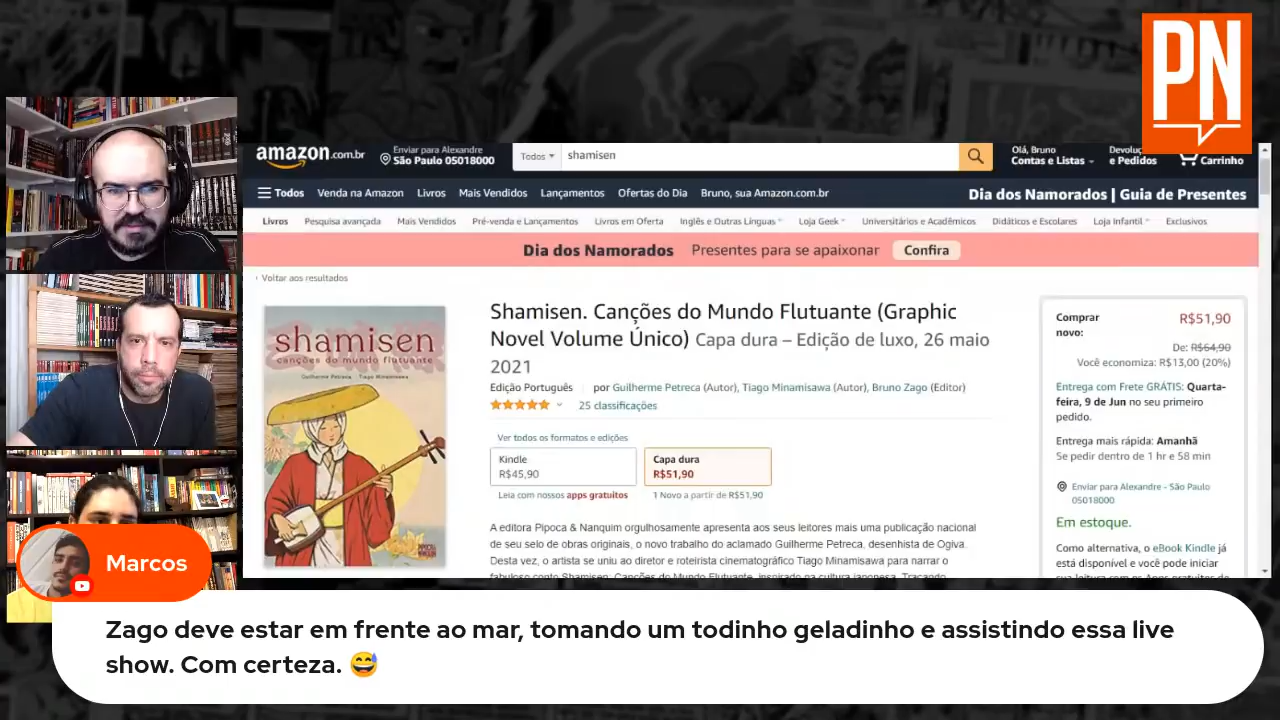 PN
amazon.com.br
Enviar para Alexandre
São Paulo 05018000
Todos
shamisen
Olá, Bruno
Contas e Listas
Devoluç
e Pedidos
Carrinho
Todos
Venda na Amazon
Livros
Mais Vendidos
Lançamentos
Ofertas do Dia
Bruno, sua Amazon.com.br
Dia dos Namorados | Guia de Presentes
Livros
Pesquisa avançada
Mais Vendidos
Pré-venda e Lançamentos
Livros em Oferta
Inglês e Outras Línguas
Loja Geek
Universitários e Acadêmicos
Didáticos e Escolares
Loja Infantil
Exclusivos
Dia dos Namorados Presentes para se apaixonar Confira
‹ Voltar aos resultados
shamisen
canções do mundo flutuante
Guilherme Petreca Tiago Minamisawa
Shamisen. Canções do Mundo Flutuante (Graphic
Novel Volume Único) Capa dura – Edição de luxo, 26 maio
2021
Edição Português
por Guilherme Petreca (Autor), Tiago Minamisawa (Autor), Bruno Zago (Editor)
25 classificações
Ver todos os formatos e edições
Kindle
R$45,90
Capa dura
R$51,90
Leia com nossos apps gratuitos
1 Novo a partir de R$51,90
A editora Pipoca & Nanquim orgulhosamente apresenta aos seus leitores mais uma publicação nacional
de seu selo de obras originais, o novo trabalho do aclamado Guilherme Petreca, desenhista de Ogiva.
Desta vez, o artista se uniu ao diretor e roteirista cinematográfico Tiago Minamisawa para narrar o
fabuloso conto Shamisen: Canções do Mundo Flutuante, inspirado na cultura japonesa. Traçando
Comprar
novo:
R$51,90
De: R$64,90
Você economiza: R$13,00 (20%)
Entrega com Frete GRÁTIS: Quarta-
feira, 9 de Jun no seu primeiro
pedido.
Entrega mais rápida: Amanhã
Se pedir dentro de 1 hr e 58 min
Enviar para Alexandre - São Paulo
05018000
Em estoque.
Como alternativa, o eBook Kindle já
está disponível e você pode iniciar
sua leitura com os Apps gratuitos de
Marcos
Zago deve estar em frente ao mar, tomando um todinho geladinho e assistindo essa live
show. Com certeza. 😅